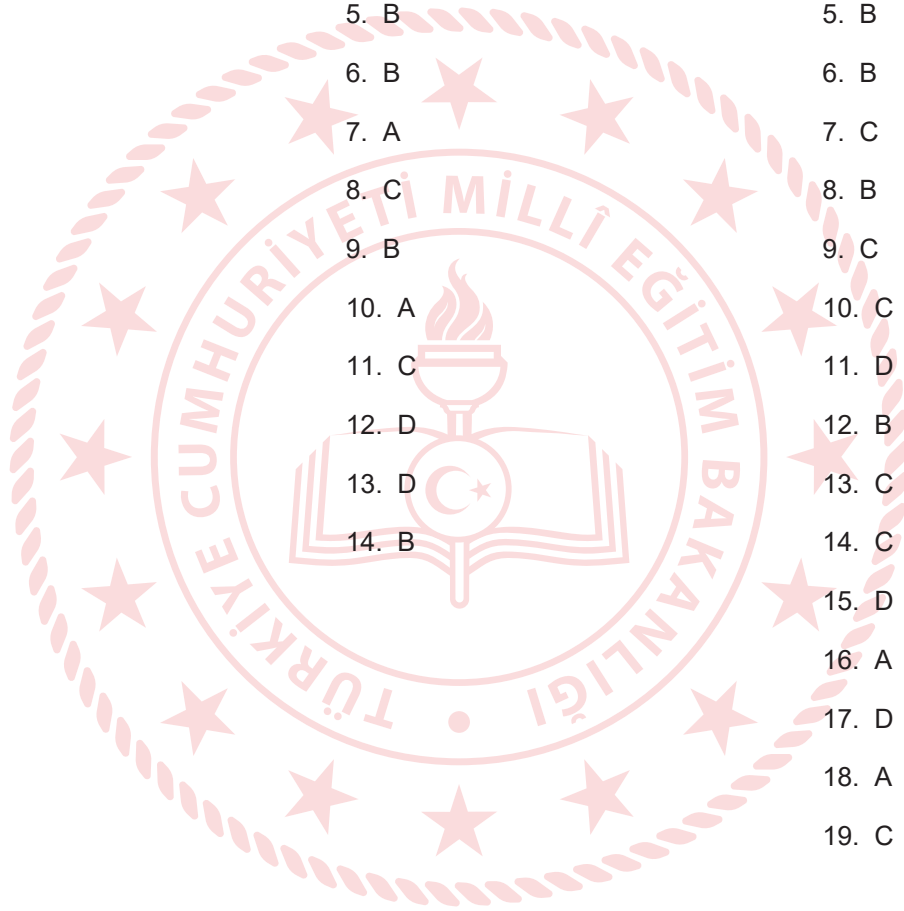 5. B
6. B
7. A
8. C
9. B
10. A
11. C
12. D
13. D
14. B
5. B
6. B
7. C
8. B
9. C
10. C
11. D
12. B
13. C
14. C
15. D
16. A
17. D
18. A
19. C
TÜRKİYE CUMHURİYETİ MİLLÎ EĞİTİM BAKANLIĞI